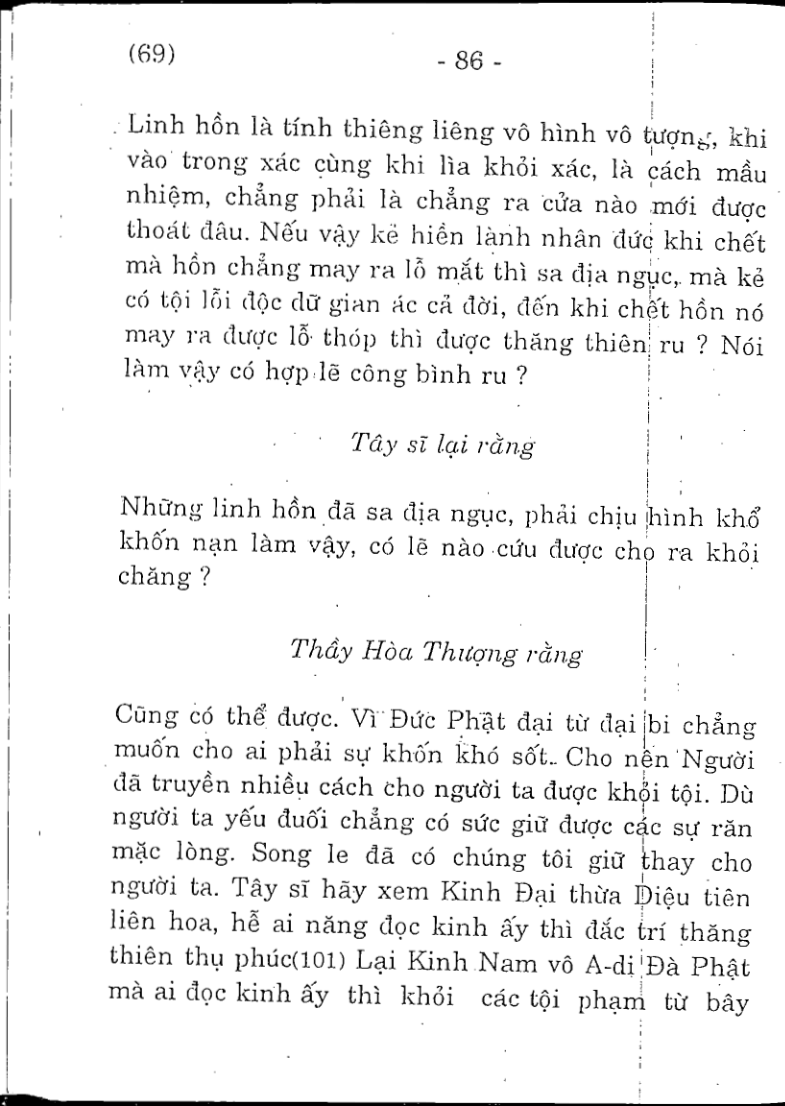 (69)
- 86 -
Linh hồn là tính thiêng liêng vô hình vô tượng, khi
vào trong xác cùng khi lìa khỏi xác, là cách mầu
nhiệm, chẳng phải là chẳng ra cửa nào mới được
thoát đâu. Nếu vậy kẻ hiền lành nhân đức khi chết
mà hồn chẳng may ra lỗ mắt thì sa địa ngục, mà kẻ
có tội lỗi độc dữ gian ác cả đời, đến khi chết hồn nó
may ra được lỗ thóp thì được thăng thiên ru ? Nói
làm vậy có hợp lẽ công bình ru ?
Tây sĩ lại rằng
Những linh hồn đã sa địa ngục, phải chịu hình khổ
khốn nạn làm vậy, có lẽ nào cứu được cho ra khỏi
chăng ?
Thầy Hòa Thượng rằng
Cũng có thể được. Vì Đức Phật đại từ đại bi chẳng
muốn cho ai phải sự khốn khó sốt. Cho nên Người
đã truyền nhiều cách cho người ta được khỏi tội. Dù
người ta yếu đuối chẳng có sức giữ được các sự răn
mặc lòng. Song le đã có chúng tôi giữ thay cho
người ta. Tây sĩ hãy xem Kinh Đại thừa Diệu tiên
liên hoa, hễ ai năng đọc kinh ấy thì đắc trí thăng
thiên thụ phúc(101) Lại Kinh Nam vô A-di Đà Phật
mà ai đọc kinh ấy thì khỏi các tội phạm từ bây